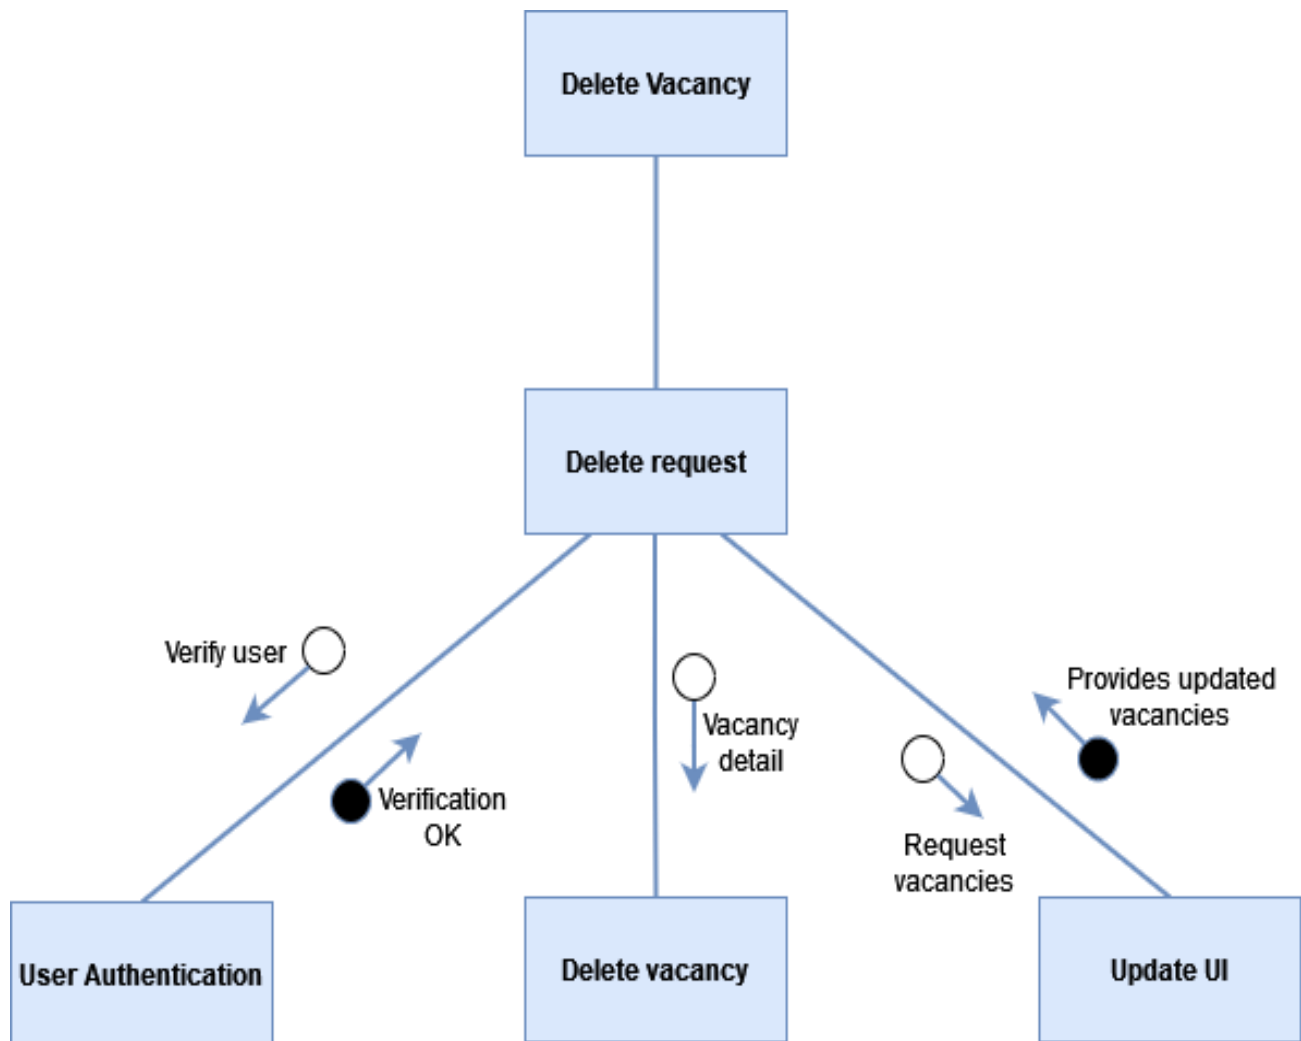 Delete Vacancy
Delete request
Verify user
Verification
OK
Vacancy
detail
Request
vacancies
Provides updated
vacancies
User Authentication
Delete vacancy
Update UI